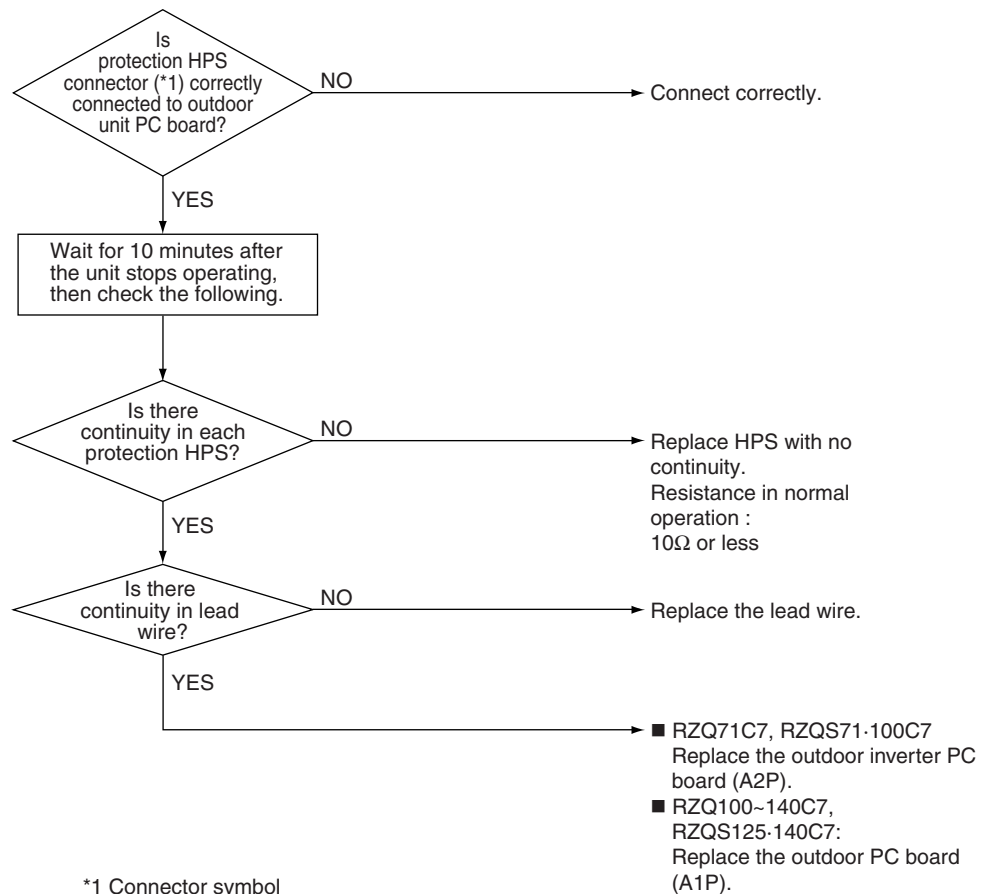 Is
protection HPS
connector (*1) correctly
connected to outdoor
unit PC board?
NO
Connect correctly.
YES
Wait for 10 minutes after
the unit stops operating,
then check the following.
Is there
continuity in each
protection HPS?
NO
Replace HPS with no
continuity.
Resistance in normal
operation :
10Ω or less
YES
Is there
continuity in lead
wire?
NO
Replace the lead wire.
YES
■ RZQ71C7, RZQS71·100C7
Replace the outdoor inverter PC
board (A2P).
■ RZQ100~140C7,
RZQS125·140C7:
Replace the outdoor PC board
(A1P).
*1 Connector symbol